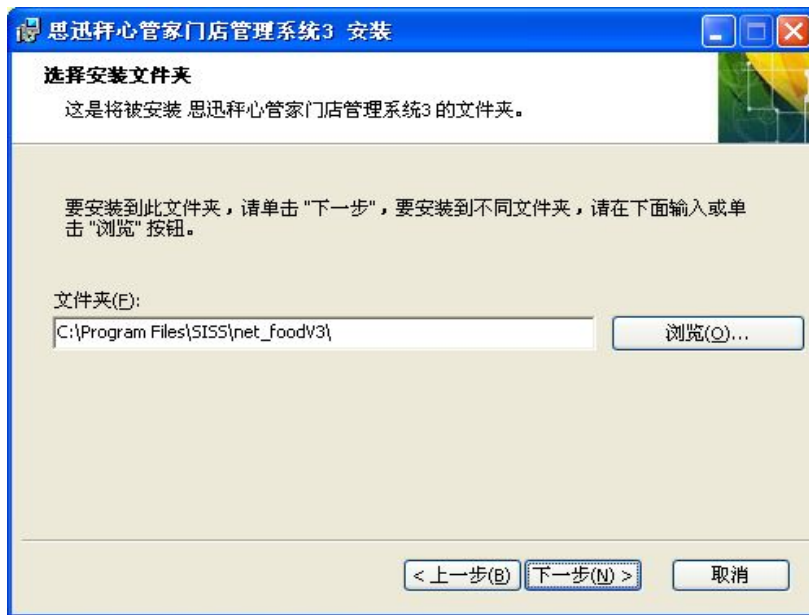 思迅秤心管家门店管理系统3 安装
选择安装文件夹
这是将被安装 思迅秤心管家门店管理系统3 的文件夹。
要安装到此文件夹，请单击 "下一步"，要安装到不同文件夹，请在下面输入或单
击 "浏览" 按钮。
文件夹(F):
C:\Program Files\SISS\net_foodV3\
浏览(O)...
< 上一步(B)
下一步(N) >
取消